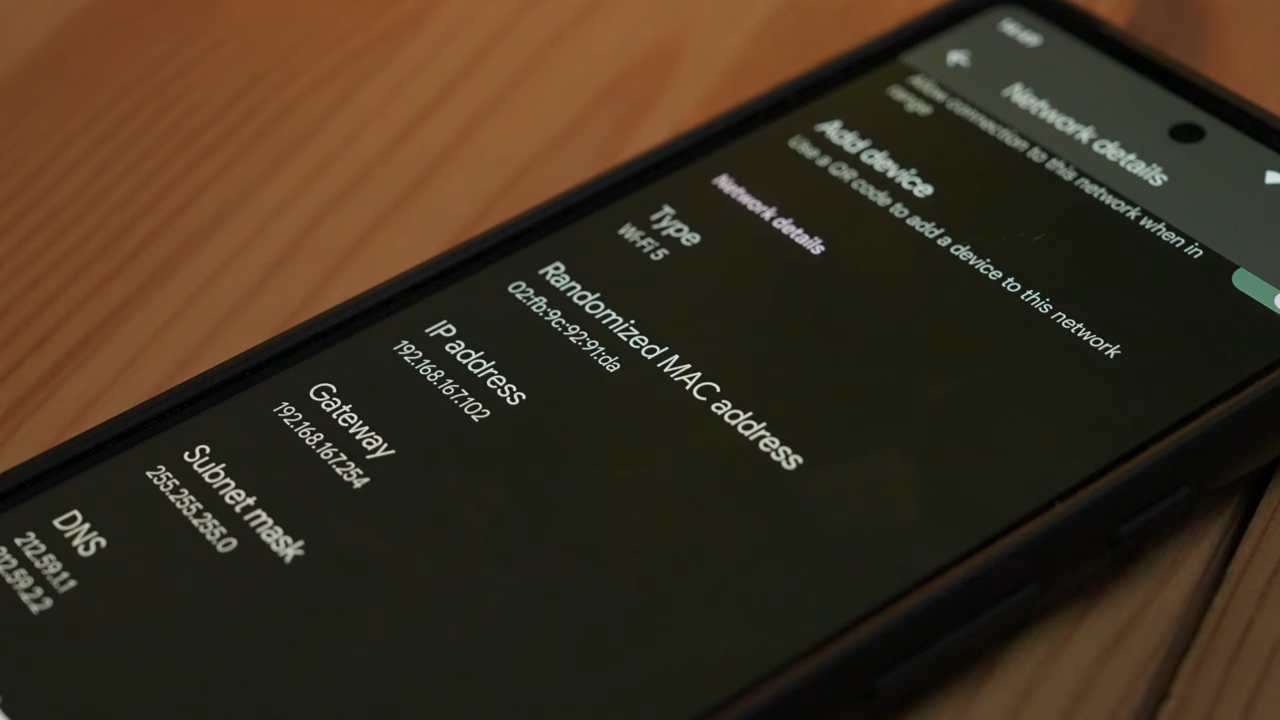 Network details
Allow connection to this network when in
range
Add device
Use a QR code to add a device to this network
Network details
Type
Wi-Fi 5
Randomized MAC address
02:fb:9c:92:91:da
IP address
192.168.167.102
Gateway
192.168.167.254
Subnet mask
255.255.255.0
DNS
212.59.1.1
212.59.2.2